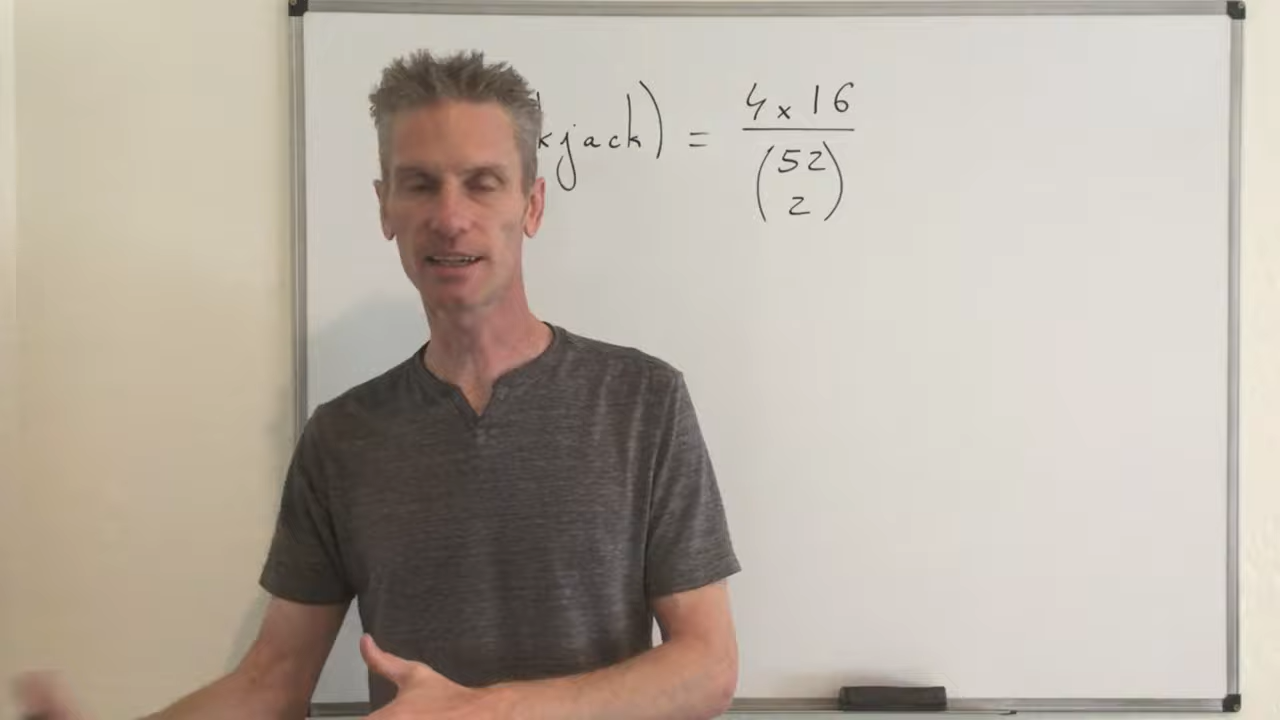 kjack) = 4 x 16
(52
2)